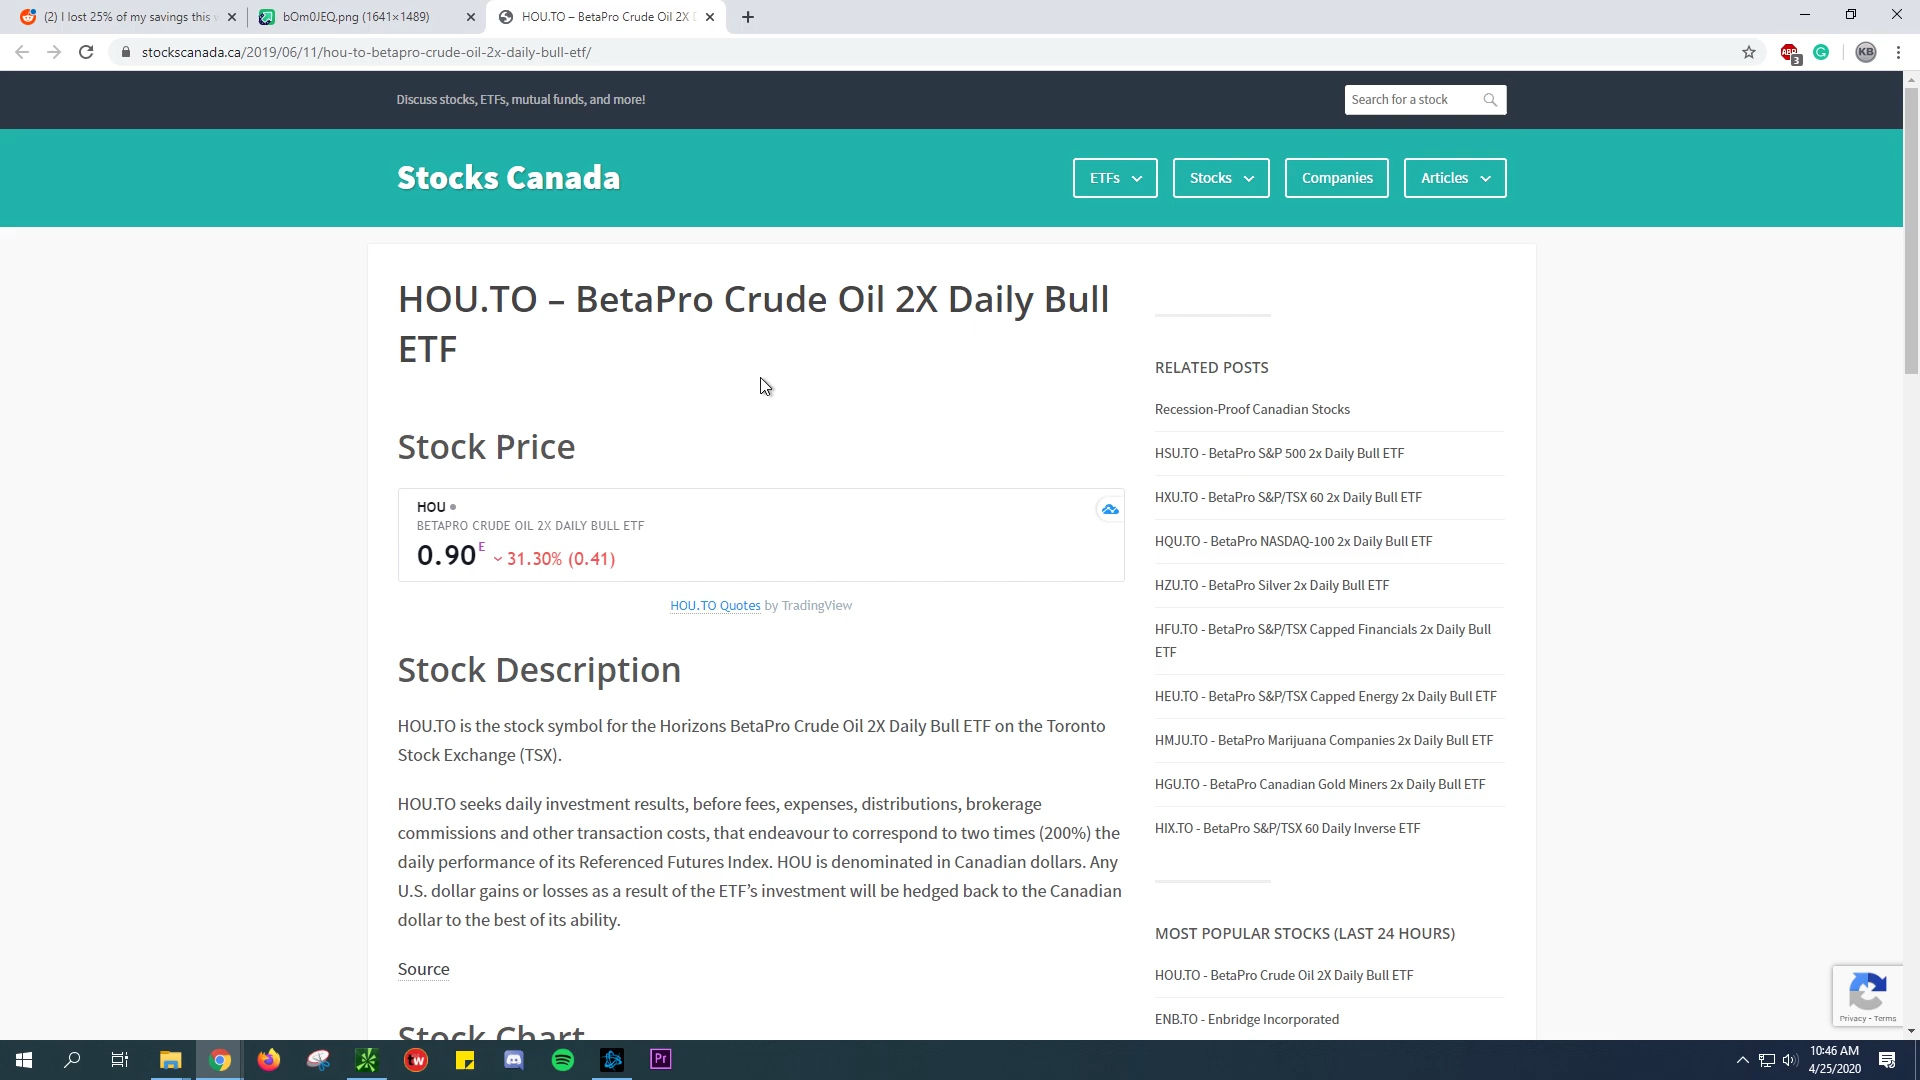 (2) I lost 25% of my savings this
bOm0JEQ.png (1641×1489)
HOU.TO – BetaPro Crude Oil 2X
stockscanada.ca/2019/06/11/hou-to-betapro-crude-oil-2x-daily-bull-etf/
ABP
3
G
KB
Discuss stocks, ETFs, mutual funds, and more!
Search for a stock
Stocks Canada
ETFs
Stocks
Companies
Articles
HOU.TO – BetaPro Crude Oil 2X Daily Bull
ETF
Stock Price
HOU
BETAPRO CRUDE OIL 2X DAILY BULL ETF
0.90 E 31.30% (0.41)
HOU.TO Quotes by TradingView
Stock Description
HOU.TO is the stock symbol for the Horizons BetaPro Crude Oil 2X Daily Bull ETF on the Toronto
Stock Exchange (TSX).
HOU.TO seeks daily investment results, before fees, expenses, distributions, brokerage
commissions and other transaction costs, that endeavour to correspond to two times (200%) the
daily performance of its Referenced Futures Index. HOU is denominated in Canadian dollars. Any
U.S. dollar gains or losses as a result of the ETF’s investment will be hedged back to the Canadian
dollar to the best of its ability.
Source
Stock Chart
RELATED POSTS
Recession-Proof Canadian Stocks
HSU.TO - BetaPro S&P 500 2x Daily Bull ETF
HXU.TO - BetaPro S&P/TSX 60 2x Daily Bull ETF
HQU.TO - BetaPro NASDAQ-100 2x Daily Bull ETF
HZU.TO - BetaPro Silver 2x Daily Bull ETF
HFU.TO - BetaPro S&P/TSX Capped Financials 2x Daily Bull
ETF
HEU.TO - BetaPro S&P/TSX Capped Energy 2x Daily Bull ETF
HMJU.TO - BetaPro Marijuana Companies 2x Daily Bull ETF
HGU.TO - BetaPro Canadian Gold Miners 2x Daily Bull ETF
HIX.TO - BetaPro S&P/TSX 60 Daily Inverse ETF
MOST POPULAR STOCKS (LAST 24 HOURS)
HOU.TO - BetaPro Crude Oil 2X Daily Bull ETF
ENB.TO - Enbridge Incorporated
Privacy - Terms
tw
Pr
10:46 AM
4/25/2020